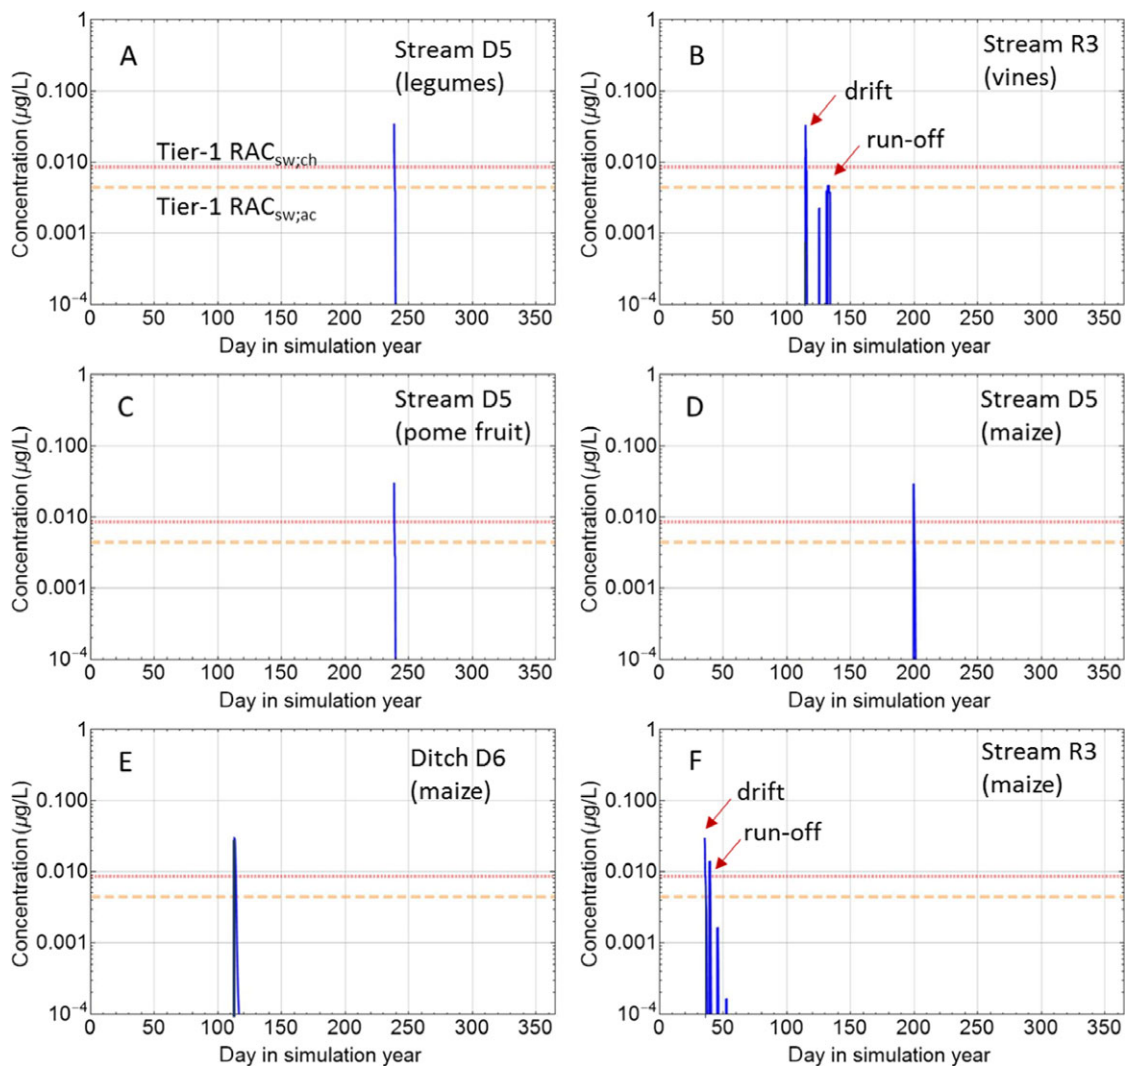 A
Stream D5
(legumes)
Tier-1 RACsw;ch
Tier-1 RACsw;ac
Concentration (µg/L)
1
0.100
0.010
0.001
10⁻⁴
0 50 100 150 200 250 300 350
Day in simulation year
B
Stream R3
(vines)
drift
run-off
Concentration (µg/L)
1
0.100
0.010
0.001
10⁻⁴
0 50 100 150 200 250 300 350
Day in simulation year
C
Stream D5
(pome fruit)
Concentration (µg/L)
1
0.100
0.010
0.001
10⁻⁴
0 50 100 150 200 250 300 350
Day in simulation year
D
Stream D5
(maize)
Concentration (µg/L)
1
0.100
0.010
0.001
10⁻⁴
0 50 100 150 200 250 300 350
Day in simulation year
E
Ditch D6
(maize)
Concentration (µg/L)
1
0.100
0.010
0.001
10⁻⁴
0 50 100 150 200 250 300 350
Day in simulation year
F
Stream R3
(maize)
drift
run-off
Concentration (µg/L)
1
0.100
0.010
0.001
10⁻⁴
0 50 100 150 200 250 300 350
Day in simulation year